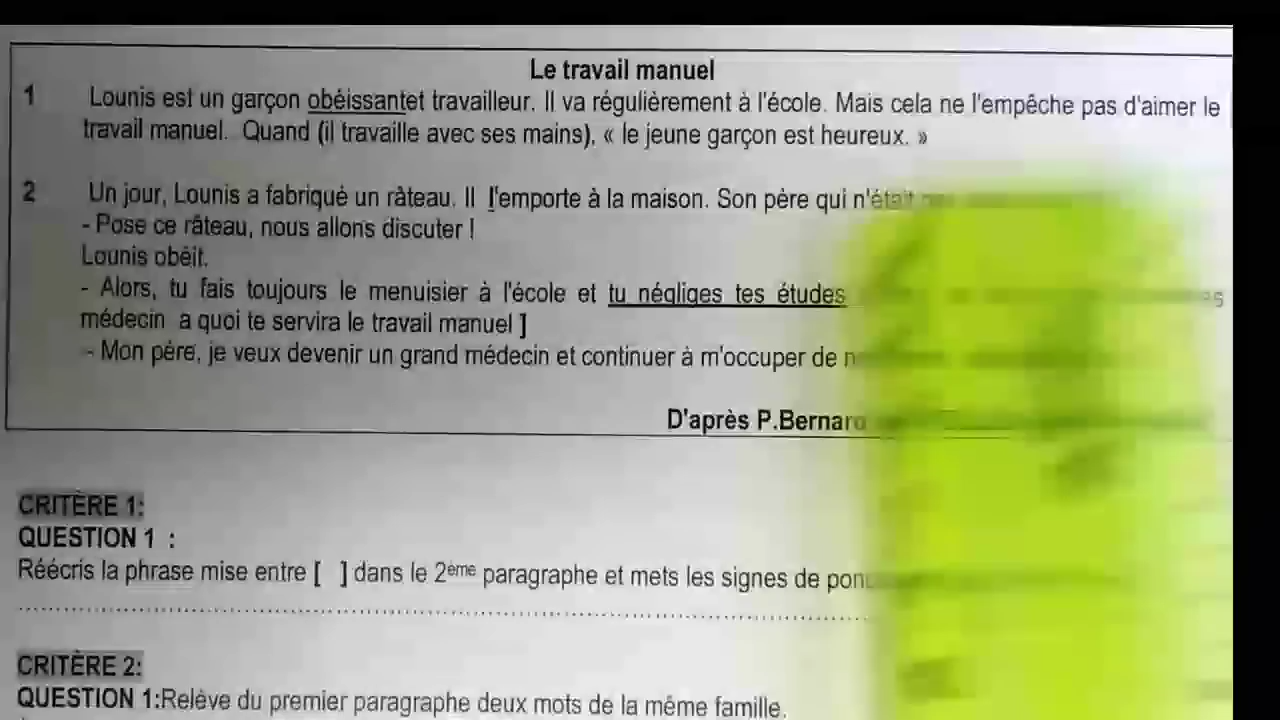 Le travail manuel
1 Lounis est un garçon obéissantet travailleur. Il va régulièrement à l'école. Mais cela ne l'empêche pas d'aimer le
travail manuel. Quand (il travaille avec ses mains), « le jeune garçon est heureux. »
2 Un jour, Lounis a fabriqué un râteau. Il l'emporte à la maison. Son père qui n'était
- Pose ce râteau, nous allons discuter !
Lounis obéit.
- Alors, tu fais toujours le menuisier à l'école et tu négliges tes études
médecin a quoi te servira le travail manuel ]
- Mon père, je veux devenir un grand médecin et continuer à m'occuper de
D'après P.Bernard
CRITÈRE 1:
QUESTION 1 :
Réécris la phrase mise entre [ ] dans le 2ème paragraphe et mets les signes de
CRITÈRE 2:
QUESTION 1:Relève du premier paragraphe deux mots de la même famille.